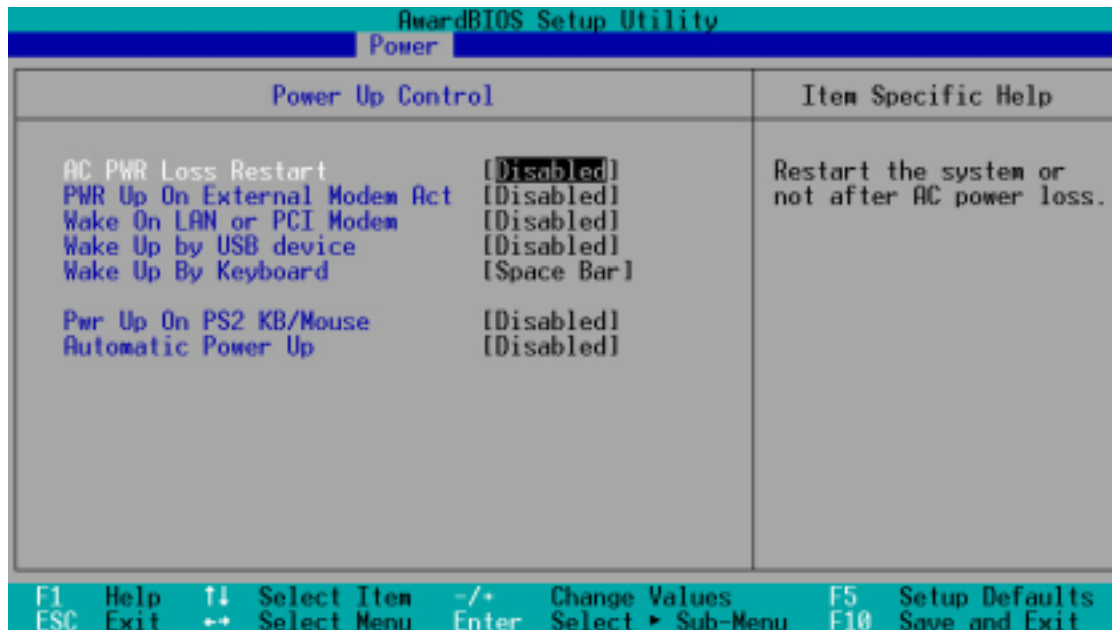 AwardBIOS Setup Utility
Power
Power Up Control
Item Specific Help
AC PWR Loss Restart [Disabled]
PWR Up On External Modem Act [Disabled]
Wake On LAN or PCI Modem [Disabled]
Wake Up by USB device [Disabled]
Wake Up By Keyboard [Space Bar]
Pwr Up On PS2 KB/Mouse [Disabled]
Automatic Power Up [Disabled]
Restart the system or
not after AC power loss.
F1 Help ↑↓ Select Item -/+ Change Values F5 Setup Defaults
ESC Exit ←→ Select Menu Enter Select ► Sub-Menu F10 Save and Exit